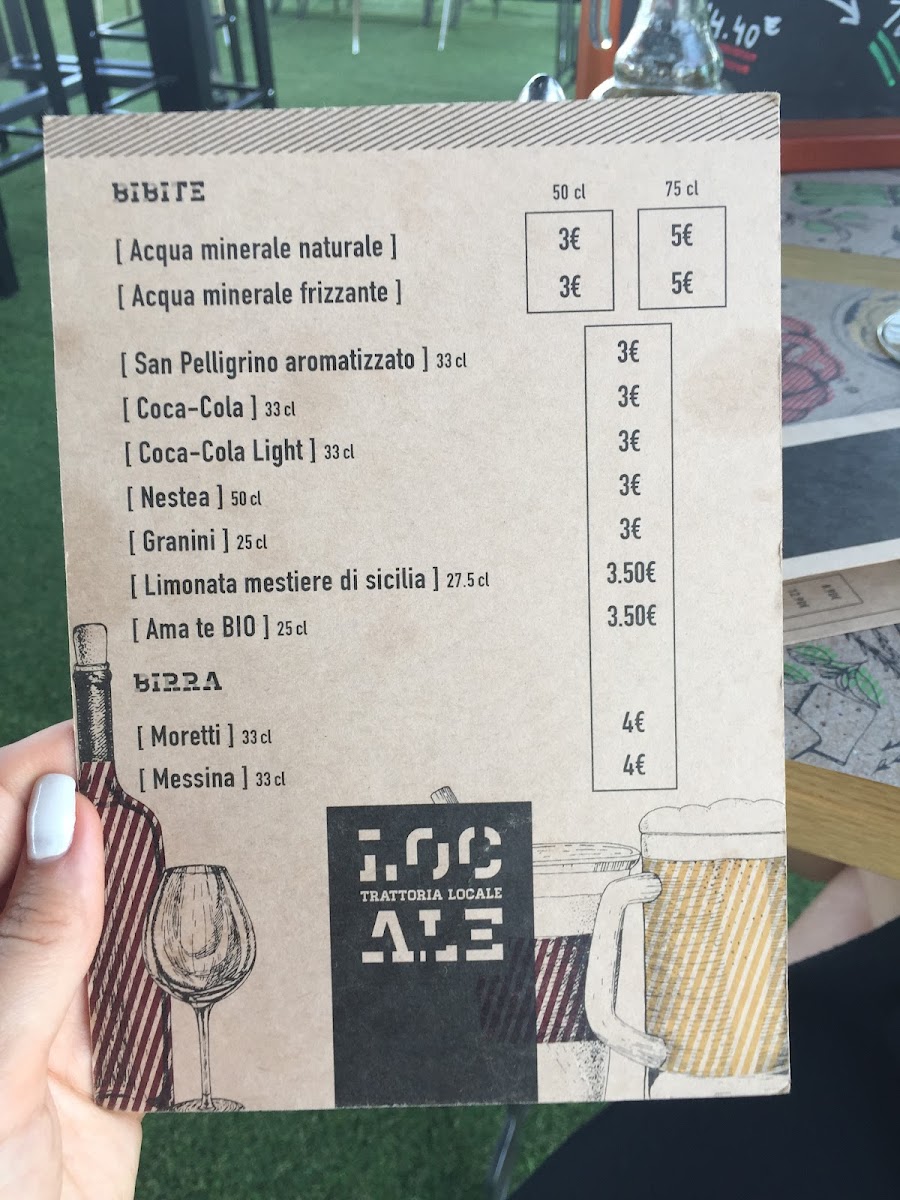 4.40€
BIBITE 50 cl 75 cl
[ Acqua minerale naturale ] 3€ 5€
[ Acqua minerale frizzante ] 3€ 5€
[ San Pelligrino aromatizzato ] 33 cl 3€
[ Coca-Cola ] 33 cl 3€
[ Coca-Cola Light ] 33 cl 3€
[ Nestea ] 50 cl 3€
[ Granini ] 25 cl 3€
[ Limonata mestiere di sicilia ] 27.5 cl 3.50€
[ Ama te BIO ] 25 cl 3.50€
BIRRA
[ Moretti ] 33 cl 4€
[ Messina ] 33 cl 4€
LOC
TRATTORIA LOCALE
ALE